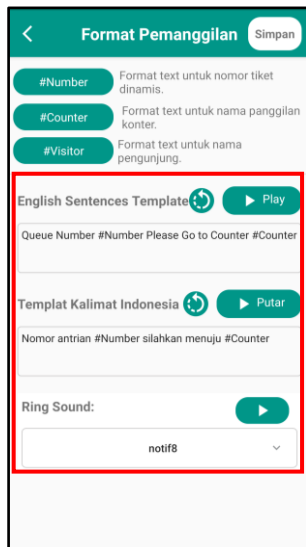 Format Pemanggilan
Simpan
#Number
Format text untuk nomor tiket
dinamis.
#Counter
Format text untuk nama panggilan
konter.
#Visitor
Format text untuk nama
pengunjung.
English Sentences Template
Play
Queue Number #Number Please Go to Counter #Counter
Templat Kalimat Indonesia
Putar
Nomor antrian #Number silahkan menuju #Counter
Ring Sound:
notif8